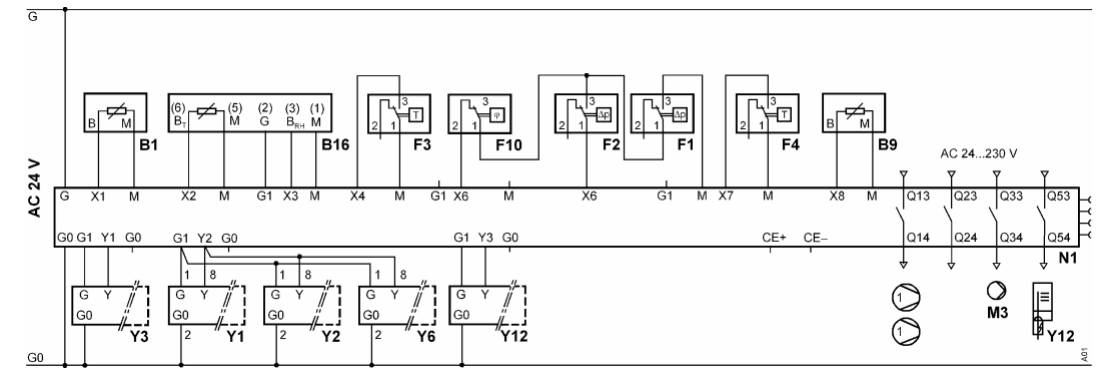 G
AC 24 V
B M
B1
(6) (5) (2) (3) (1)
BT M G BRH M
B16
3
T
2 1
F3
3
φ
2 1
F10
3
Δp
2 1
F2
3
Δp
2 1
F1
3
T
2 1
F4
B M
B9
AC 24...230 V
G X1 M X2 M G1 X3 M X4 M G1 X6 M X6 G1 M X7 M X8 M Q13 Q23 Q33 Q53
G0 G1 Y1 G0 G1 Y2 G0 G1 Y3 G0 CE+ CE– Q14 Q24 Q34 Q54
N1
1 8 1 8 1 8
G Y G Y G Y G Y G Y
G0 G0 G0 G0 G0
Y3 Y1 Y2 Y6 Y12
2 2 2
1
1
M3
Y12
G0
A01